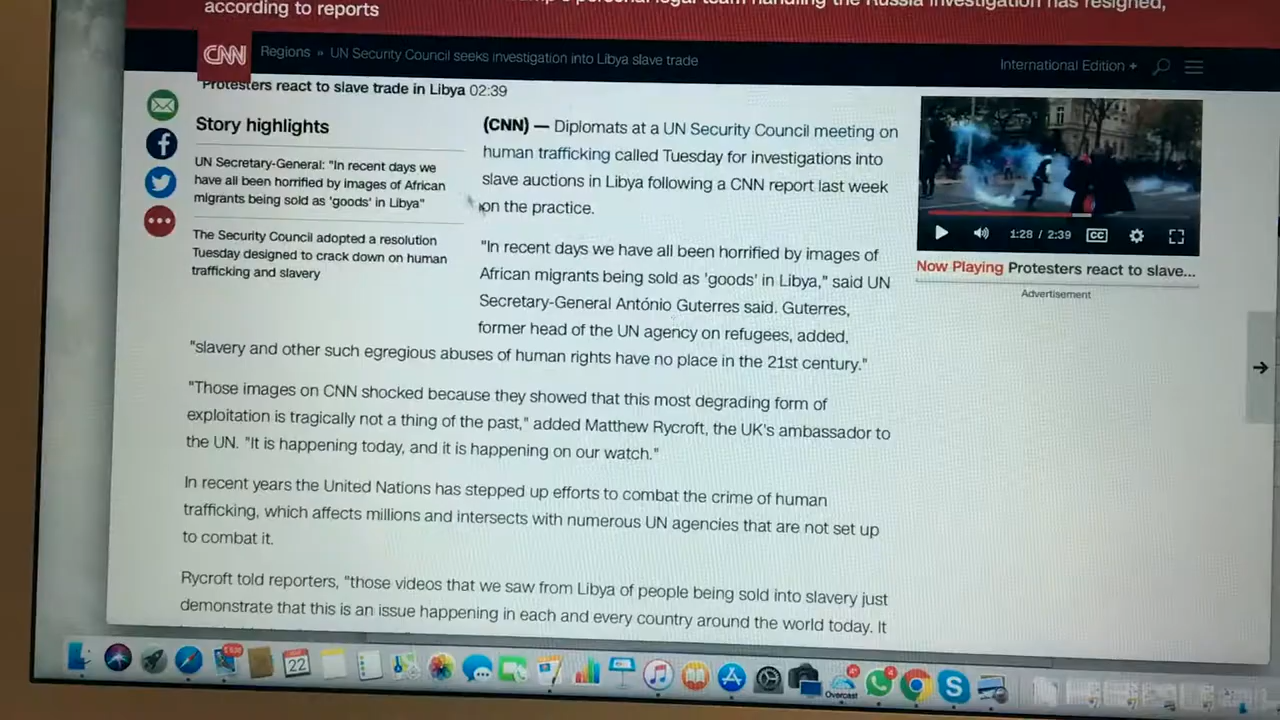 personal legal team handling the Russia investigation has resigned,
according to reports
CNN
Regions » UN Security Council seeks investigation into Libya slave trade
International Edition +
Protesters react to slave trade in Libya 02:39
Story highlights
UN Secretary-General: "In recent days we
have all been horrified by images of African
migrants being sold as 'goods' in Libya"
The Security Council adopted a resolution
Tuesday designed to crack down on human
trafficking and slavery
(CNN) — Diplomats at a UN Security Council meeting on
human trafficking called Tuesday for investigations into
slave auctions in Libya following a CNN report last week
on the practice.
"In recent days we have all been horrified by images of
African migrants being sold as 'goods' in Libya," said UN
Secretary-General António Guterres said. Guterres,
former head of the UN agency on refugees, added,
"slavery and other such egregious abuses of human rights have no place in the 21st century."
"Those images on CNN shocked because they showed that this most degrading form of
exploitation is tragically not a thing of the past," added Matthew Rycroft, the UK's ambassador to
the UN. "It is happening today, and it is happening on our watch."
In recent years the United Nations has stepped up efforts to combat the crime of human
trafficking, which affects millions and intersects with numerous UN agencies that are not set up
to combat it.
Rycroft told reporters, "those videos that we saw from Libya of people being sold into slavery just
demonstrate that this is an issue happening in each and every country around the world today. It
1:28 / 2:39
CC
Now Playing Protesters react to slave...
Advertisement
22
Overcast